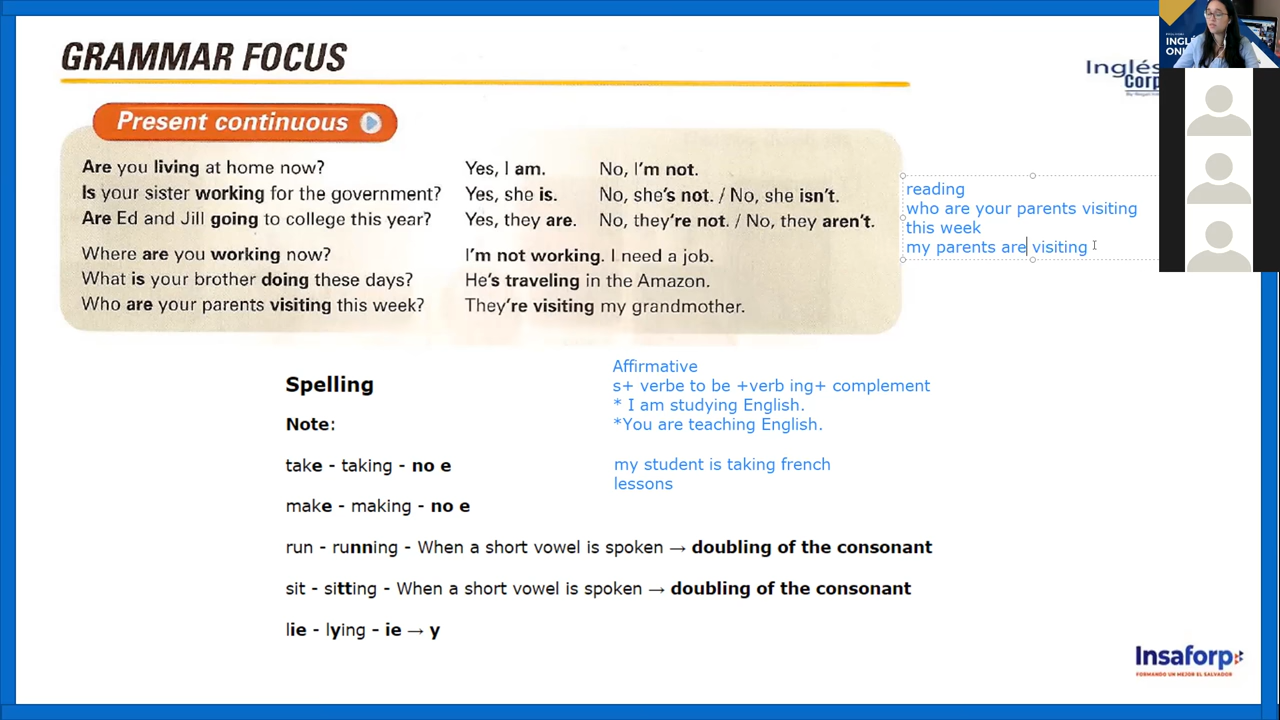 GRAMMAR FOCUS
Inglés
Corp
INGLÉ
ONL
Present continuous
Are you living at home now? Yes, I am. No, I'm not.
Is your sister working for the government? Yes, she is. No, she's not. / No, she isn't.
Are Ed and Jill going to college this year? Yes, they are. No, they're not. / No, they aren't.
Where are you working now? I'm not working. I need a job.
What is your brother doing these days? He's traveling in the Amazon.
Who are your parents visiting this week? They're visiting my grandmother.
reading
who are your parents visiting
this week
my parents are visiting
Affirmative
s+ verbe to be +verb ing+ complement
* I am studying English.
*You are teaching English.
my student is taking french
lessons
Spelling
Note:
take - taking - no e
make - making - no e
run - running - When a short vowel is spoken → doubling of the consonant
sit - sitting - When a short vowel is spoken → doubling of the consonant
lie - lying - ie → y
Insaforp
FORMANDO UN MEJOR EL SALVADOR